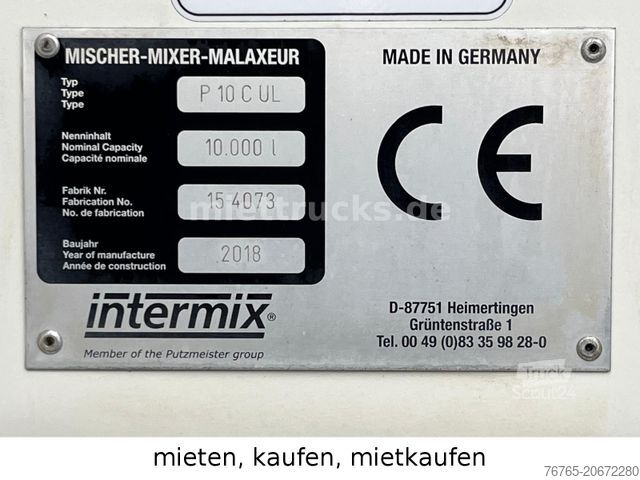 MISCHER-MIXER-MALAXEUR
Typ
Type
Type
P 10 C UL
Nenninhalt
Nominal Capacity
Capacité nominale
10.000 l
Fabrik Nr.
Fabrication No.
No. de fabrication
15 4073
Baujahr
Year of manufacture
Année de construction
2018
intermix®
Member of the Putzmeister group
MADE IN GERMANY
CE
D-87751 Heimertingen
Grüntenstraße 1
Tel. 00 49 (0)83 35 98 28-0
miettrucks.de
Truck
Scout24
mieten, kaufen, mietkaufen
76765-20672280